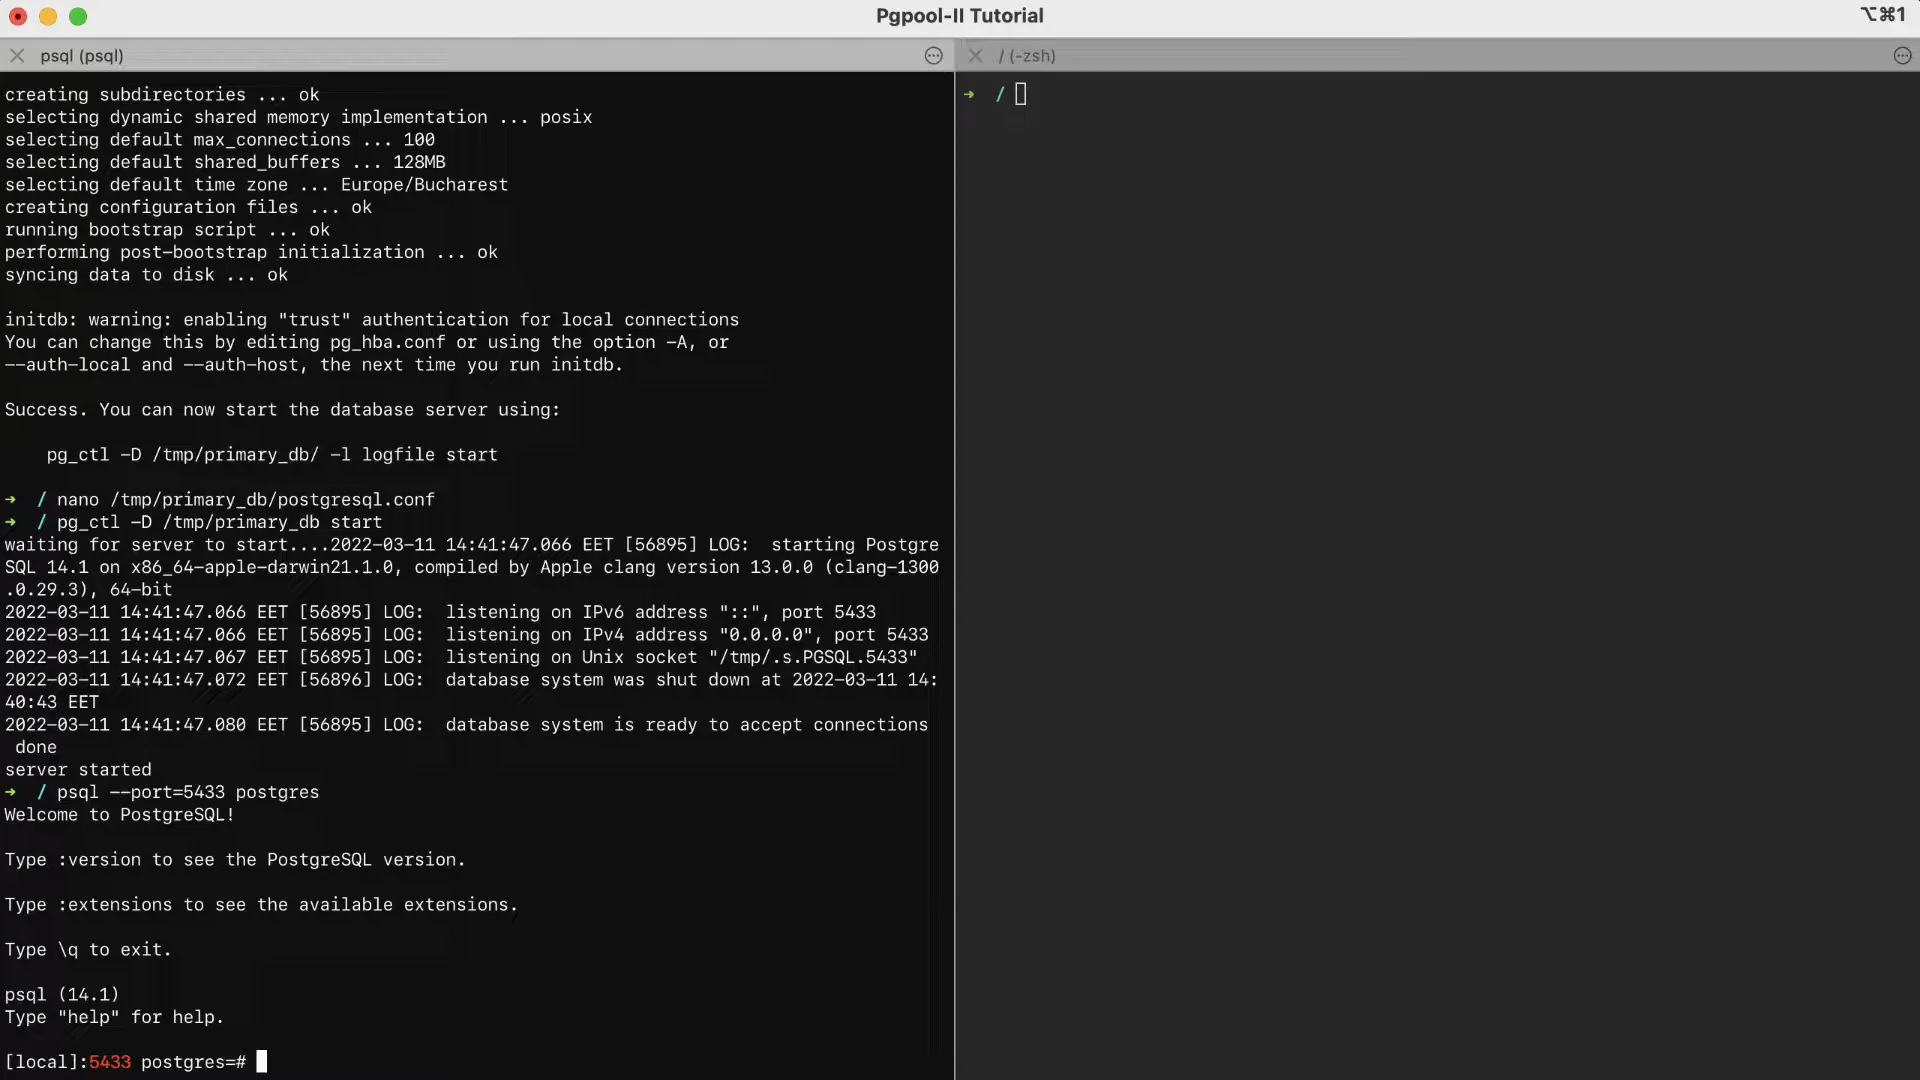 Pgpool-II Tutorial
⌥⌘1
psql (psql)
/ (-zsh)
creating subdirectories ... ok
selecting dynamic shared memory implementation ... posix
selecting default max_connections ... 100
selecting default shared_buffers ... 128MB
selecting default time zone ... Europe/Bucharest
creating configuration files ... ok
running bootstrap script ... ok
performing post-bootstrap initialization ... ok
syncing data to disk ... ok
initdb: warning: enabling "trust" authentication for local connections
You can change this by editing pg_hba.conf or using the option -A, or
--auth-local and --auth-host, the next time you run initdb.
Success. You can now start the database server using:
    pg_ctl -D /tmp/primary_db/ -l logfile start
➜  / nano /tmp/primary_db/postgresql.conf
➜  / pg_ctl -D /tmp/primary_db start
waiting for server to start....2022-03-11 14:41:47.066 EET [56895] LOG:  starting Postgre
SQL 14.1 on x86_64-apple-darwin21.1.0, compiled by Apple clang version 13.0.0 (clang-1300
.0.29.3), 64-bit
2022-03-11 14:41:47.066 EET [56895] LOG:  listening on IPv6 address "::", port 5433
2022-03-11 14:41:47.066 EET [56895] LOG:  listening on IPv4 address "0.0.0.0", port 5433
2022-03-11 14:41:47.067 EET [56895] LOG:  listening on Unix socket "/tmp/.s.PGSQL.5433"
2022-03-11 14:41:47.072 EET [56896] LOG:  database system was shut down at 2022-03-11 14:
40:43 EET
2022-03-11 14:41:47.080 EET [56895] LOG:  database system is ready to accept connections
 done
server started
➜  / psql --port=5433 postgres
Welcome to PostgreSQL!
Type :version to see the PostgreSQL version.
Type :extensions to see the available extensions.
Type \q to exit.
psql (14.1)
Type "help" for help.
[local]:5433 postgres=#
➜  /